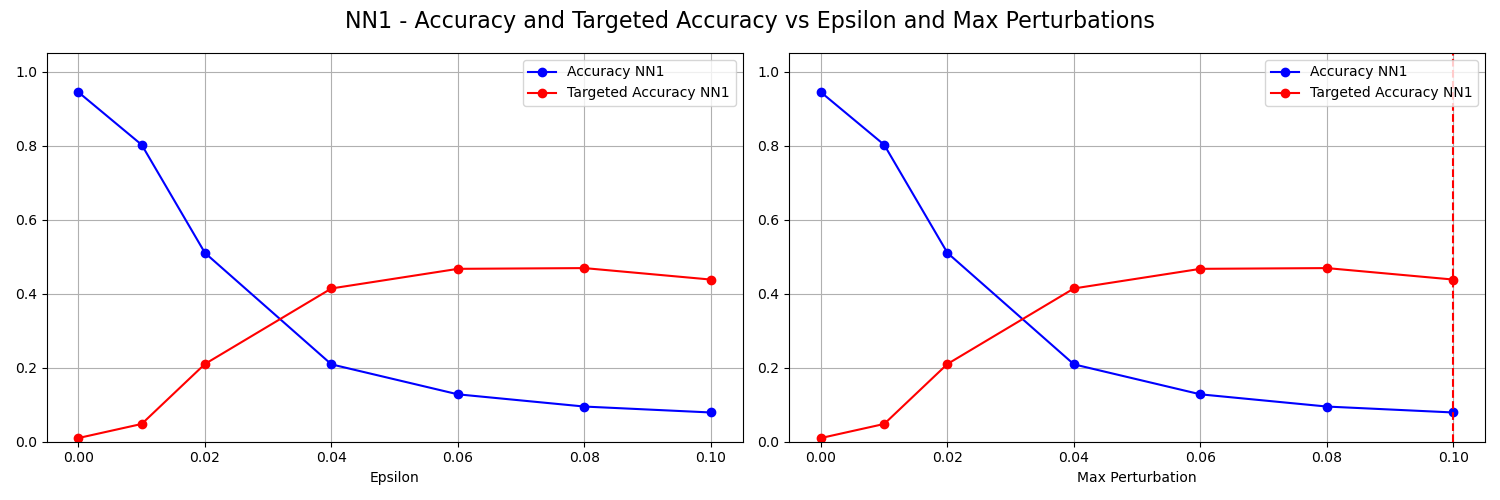 NN1 - Accuracy and Targeted Accuracy vs Epsilon and Max Perturbations
1.0
0.8
0.6
0.4
0.2
0.0
0.00 0.02 0.04 0.06 0.08 0.10
Epsilon
Accuracy NN1
Targeted Accuracy NN1
1.0
0.8
0.6
0.4
0.2
0.0
0.00 0.02 0.04 0.06 0.08 0.10
Max Perturbation
Accuracy NN1
Targeted Accuracy NN1